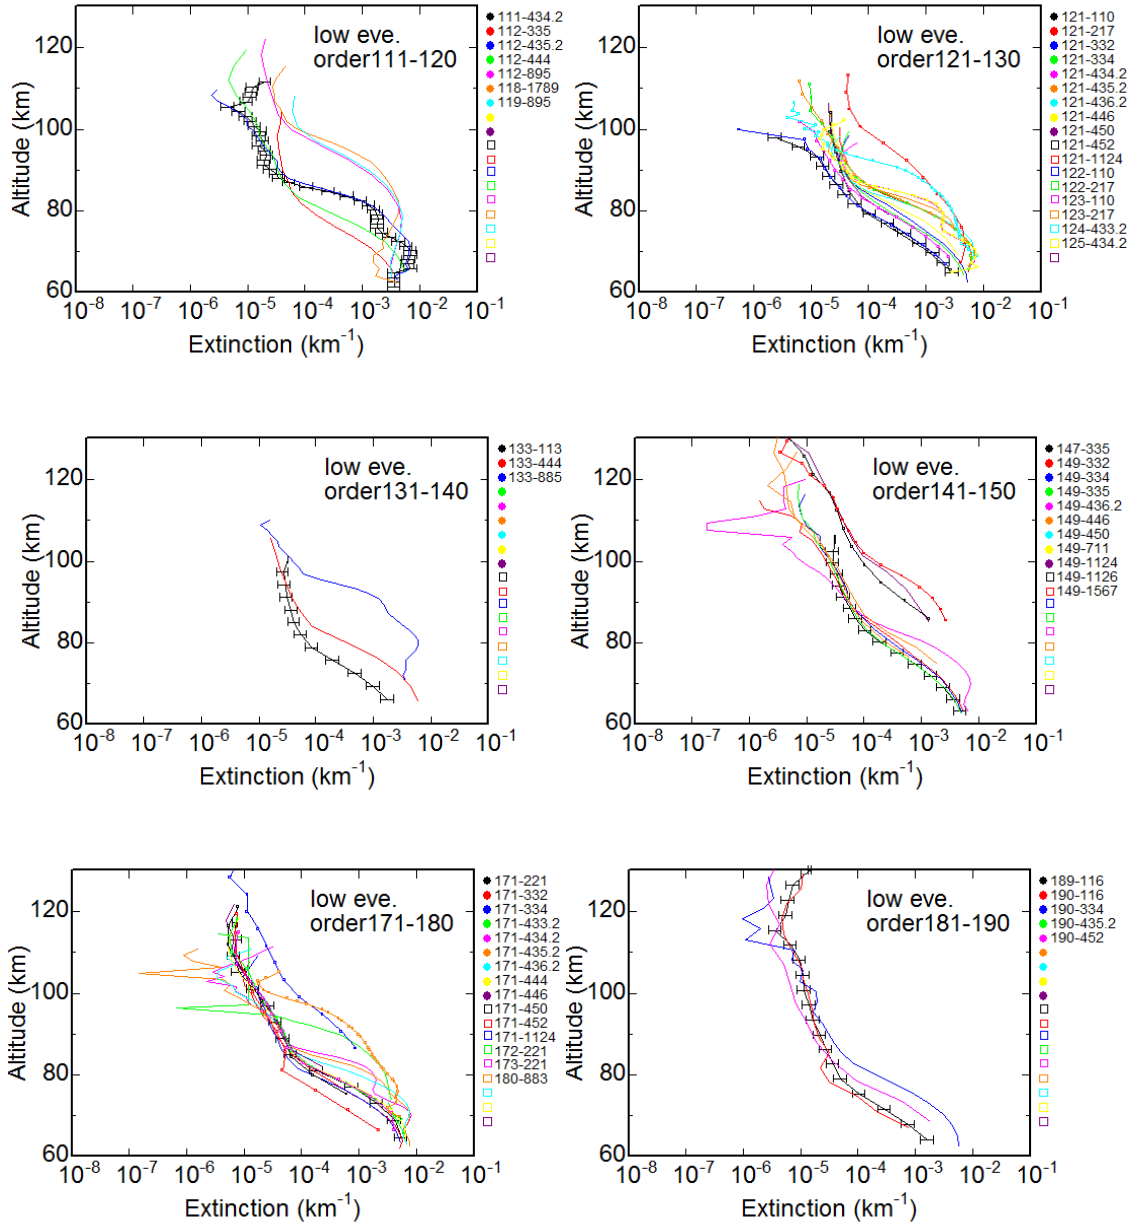 low eve.
order111-120
120
100
80
60
Altitude (km)
10-8 10-7 10-6 10-5 10-4 10-3 10-2 10-1
Extinction (km-1)
111-434.2
112-335
112-435.2
112-444
112-895
118-1789
119-895
low eve.
order121-130
120
100
80
60
Altitude (km)
10-8 10-7 10-6 10-5 10-4 10-3 10-2 10-1
Extinction (km-1)
121-110
121-217
121-332
121-334
121-434.2
121-435.2
121-436.2
121-446
121-450
121-452
121-1124
122-110
122-217
123-110
123-217
124-433.2
125-434.2
low eve.
order131-140
120
100
80
60
Altitude (km)
10-8 10-7 10-6 10-5 10-4 10-3 10-2 10-1
Extinction (km-1)
133-113
133-444
133-885
low eve.
order141-150
120
100
80
60
Altitude (km)
10-8 10-7 10-6 10-5 10-4 10-3 10-2 10-1
Extinction (km-1)
147-335
149-332
149-334
149-335
149-436.2
149-446
149-450
149-711
149-1124
149-1126
149-1567
low eve.
order171-180
120
100
80
60
Altitude (km)
10-8 10-7 10-6 10-5 10-4 10-3 10-2 10-1
Extinction (km-1)
171-221
171-332
171-334
171-433.2
171-434.2
171-435.2
171-436.2
171-444
171-446
171-450
171-452
171-1124
172-221
173-221
180-883
low eve.
order181-190
120
100
80
60
Altitude (km)
10-8 10-7 10-6 10-5 10-4 10-3 10-2 10-1
Extinction (km-1)
189-116
190-116
190-334
190-435.2
190-452